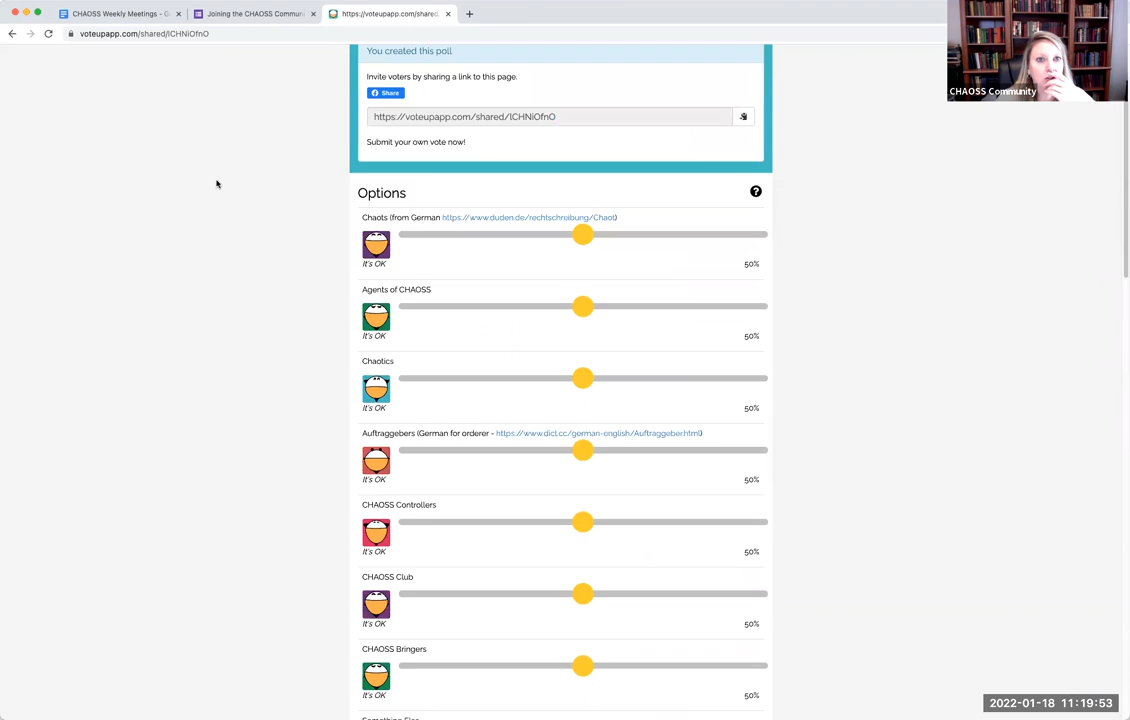 CHAOSS Weekly Meetings - G
Joining the CHAOSS Commun
https://voteupapp.com/shared
voteupapp.com/shared/lCHNiOfnO
CHAOSS Community
You created this poll
Invite voters by sharing a link to this page.
Share
https://voteupapp.com/shared/lCHNiOfnO
Submit your own vote now!
Options
Chaots (from German https://www.duden.de/rechtschreibung/Chaot)
It's OK
50%
Agents of CHAOSS
It's OK
50%
Chaotics
It's OK
50%
Auftraggebers (German for orderer - https://www.dict.cc/german-english/Auftraggeber.html)
It's OK
50%
CHAOSS Controllers
It's OK
50%
CHAOSS Club
It's OK
50%
CHAOSS Bringers
It's OK
50%
Something Else
2022-01-18 11:19:53